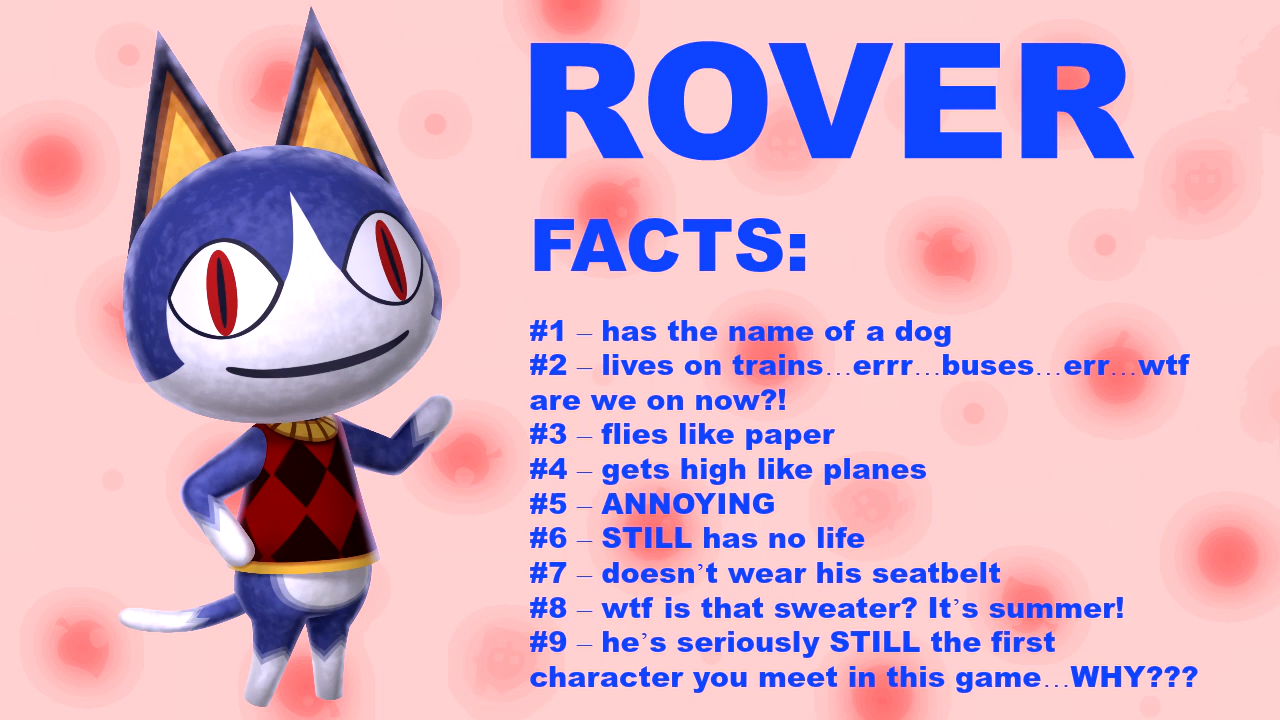 ROVER
FACTS:
#1 – has the name of a dog
#2 – lives on trains…errr…buses…err…wtf
are we on now?!
#3 – flies like paper
#4 – gets high like planes
#5 – ANNOYING
#6 – STILL has no life
#7 – doesn’t wear his seatbelt
#8 – wtf is that sweater? It’s summer!
#9 – he’s seriously STILL the first
character you meet in this game…WHY???